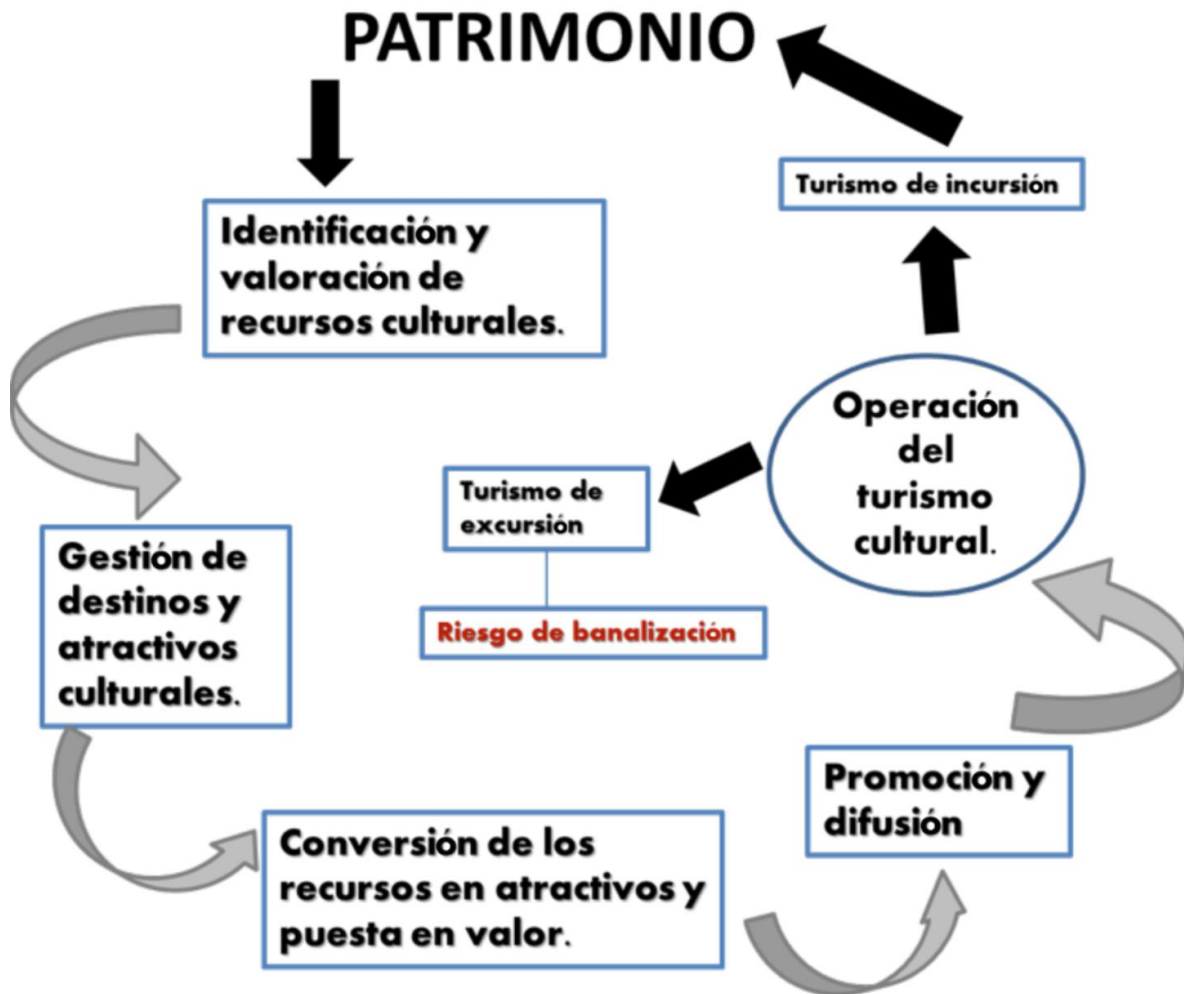 PATRIMONIO
Turismo de incursión
Identificación y
valoración de
recursos culturales.
Operación
del
turismo
cultural.
Turismo de
excursión
Riesgo de banalización
Gestión de
destinos y
atractivos
culturales.
Promoción y
difusión
Conversión de los
recursos en atractivos y
puesta en valor.